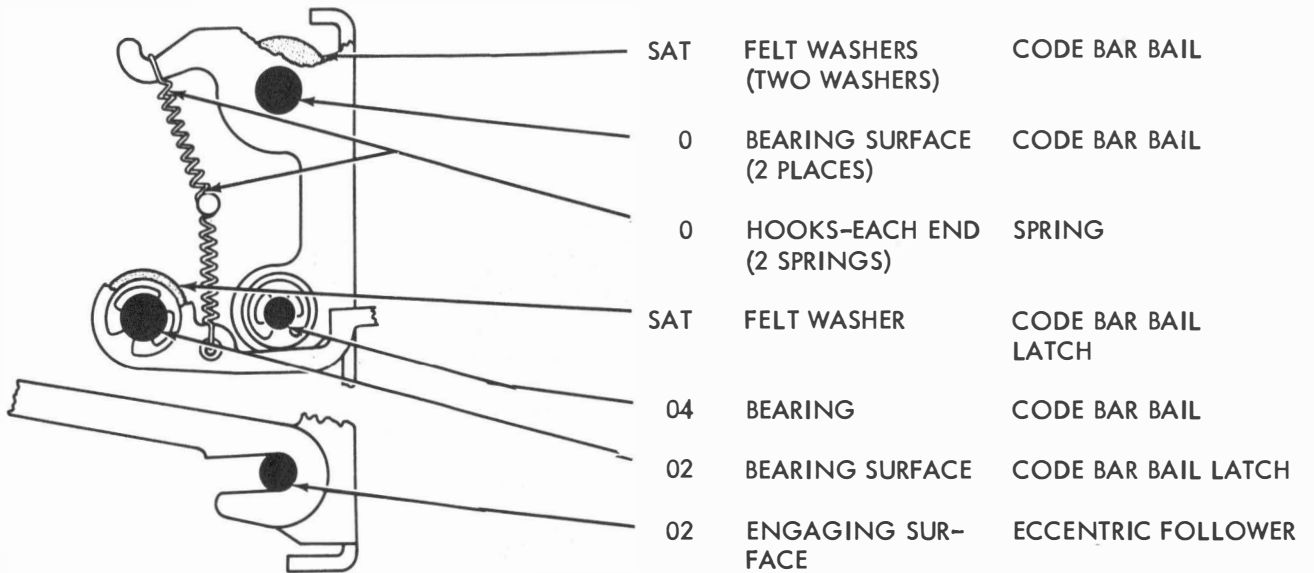 SAT FELT WASHERS CODE BAR BAIL
(TWO WASHERS)
0 BEARING SURFACE CODE BAR BAIL
(2 PLACES)
0 HOOKS-EACH END SPRING
(2 SPRINGS)
SAT FELT WASHER CODE BAR BAIL
LATCH
04 BEARING CODE BAR BAIL
02 BEARING SURFACE CODE BAR BAIL LATCH
02 ENGAGING SUR- ECCENTRIC FOLLOWER
FACE